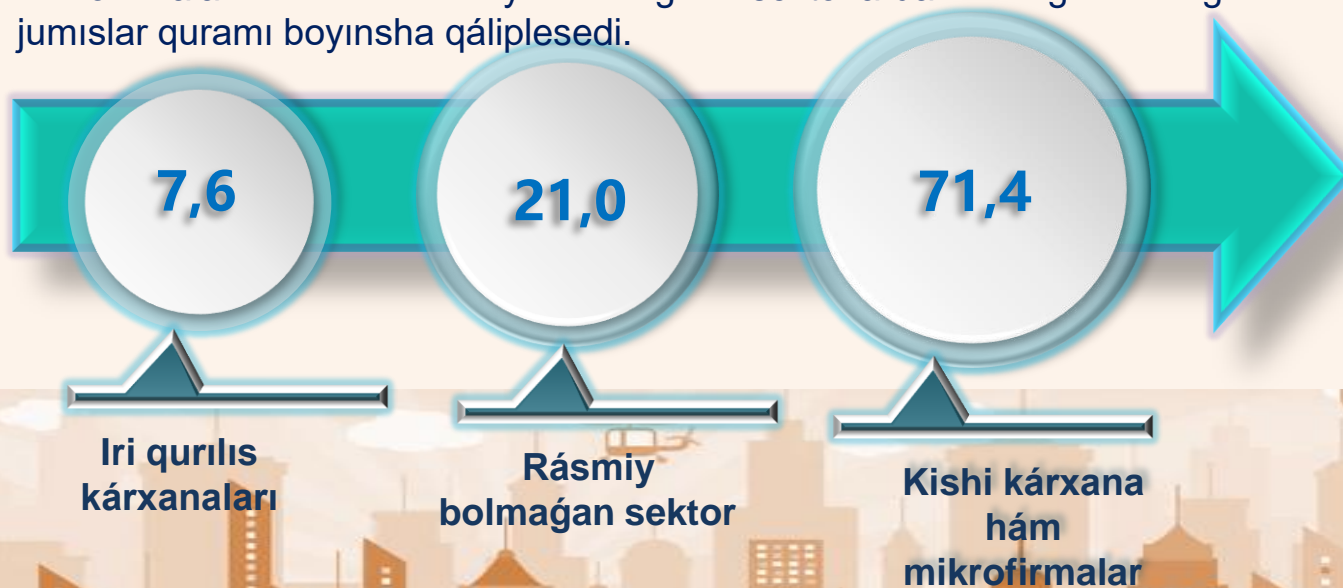 jumıslar quramı boyınsha qáliplesedi.
7,6
21,0
71,4
Iri qurılıs
kárxanaları
Rásmiy
bolmaǵan sektor
Kishi kárxana
hám
mikrofirmalar